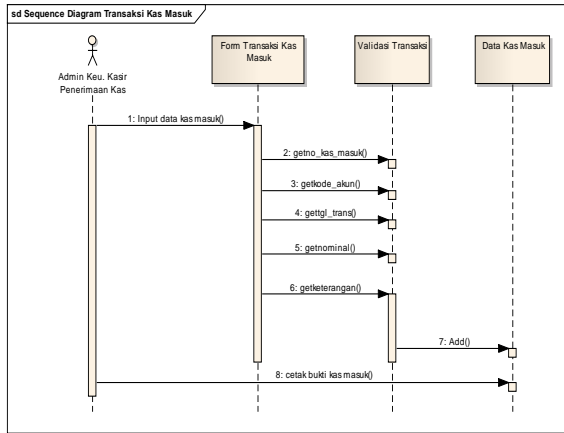 sd Sequence Diagram Transaksi Kas Masuk
Admin Keu. Kasir
Penerimaan Kas
Form Transaksi Kas
Masuk
Validasi Transaksi
Data Kas Masuk
1: Input data kas masuk()
2: getno_kas_masuk()
3: getkode_akun()
4: gettgl_trans()
5: getnominal()
6: getketerangan()
7: Add()
8: cetak bukti kas masuk()